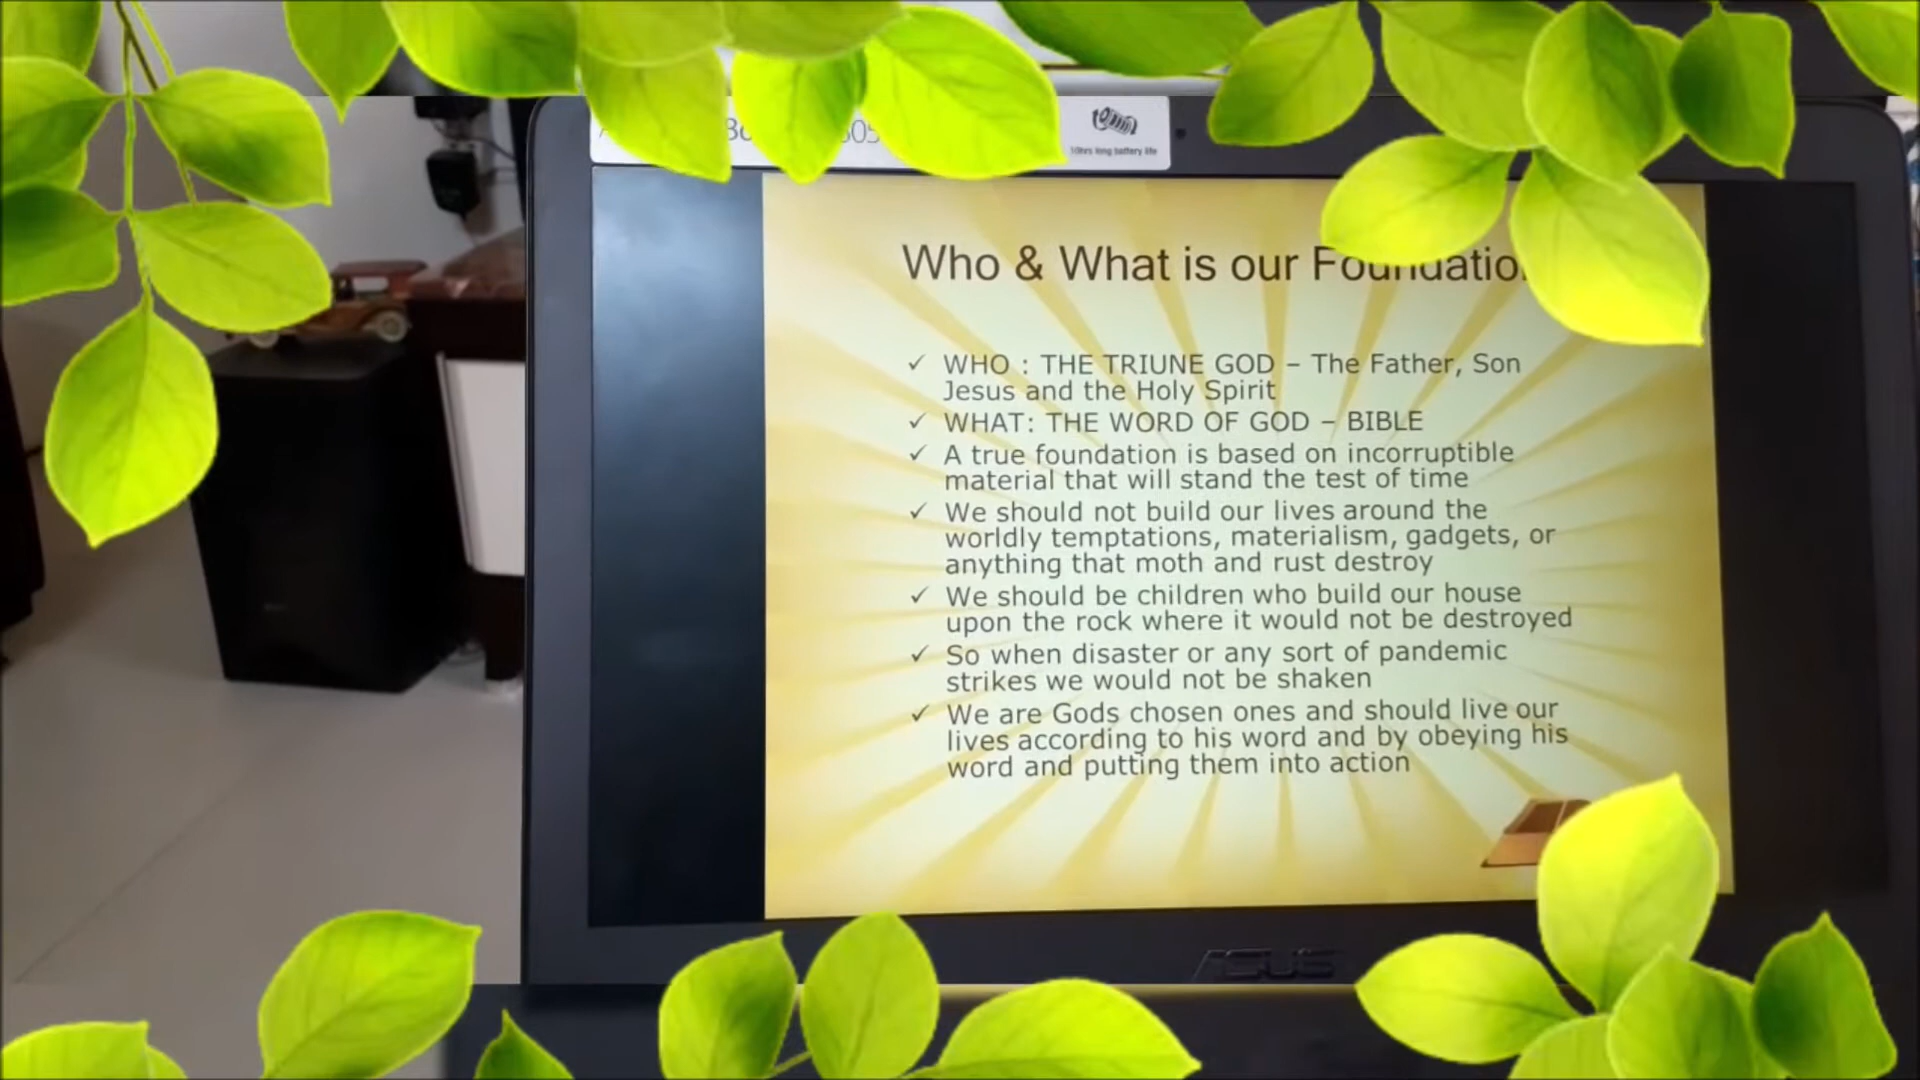 10hrs long battery life
Who & What is our
WHO : THE TRIUNE GOD – The Father, Son
Jesus and the Holy Spirit
WHAT: THE WORD OF GOD – BIBLE
A true foundation is based on incorruptible
material that will stand the test of time
We should not build our lives around the
worldly temptations, materialism, gadgets, or
anything that moth and rust destroy
We should be children who build our house
upon the rock where it would not be destroyed
So when disaster or any sort of pandemic
strikes we would not be shaken
We are Gods chosen ones and should live our
lives according to his word and by obeying his
word and putting them into action
ASUS